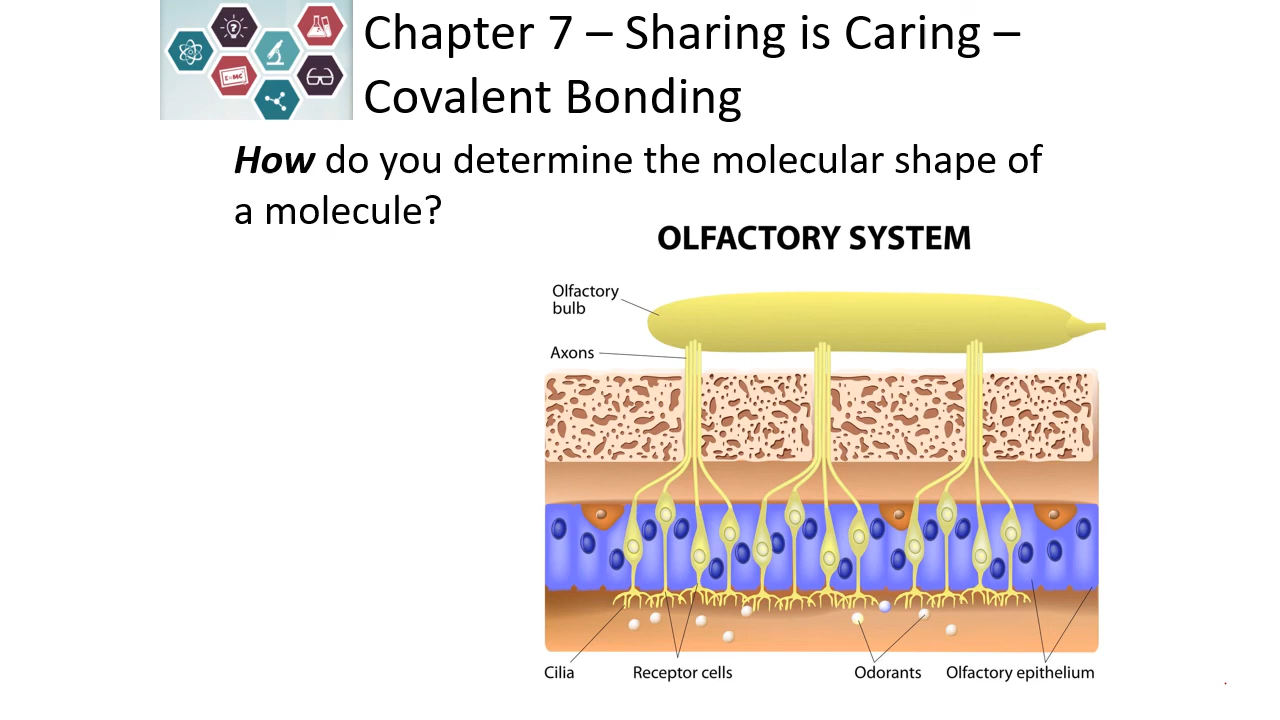 Chapter 7 – Sharing is Caring –
Covalent Bonding
How do you determine the molecular shape of
a molecule?
OLFACTORY SYSTEM
Olfactory
bulb
Axons
Cilia
Receptor cells
Odorants
Olfactory epithelium